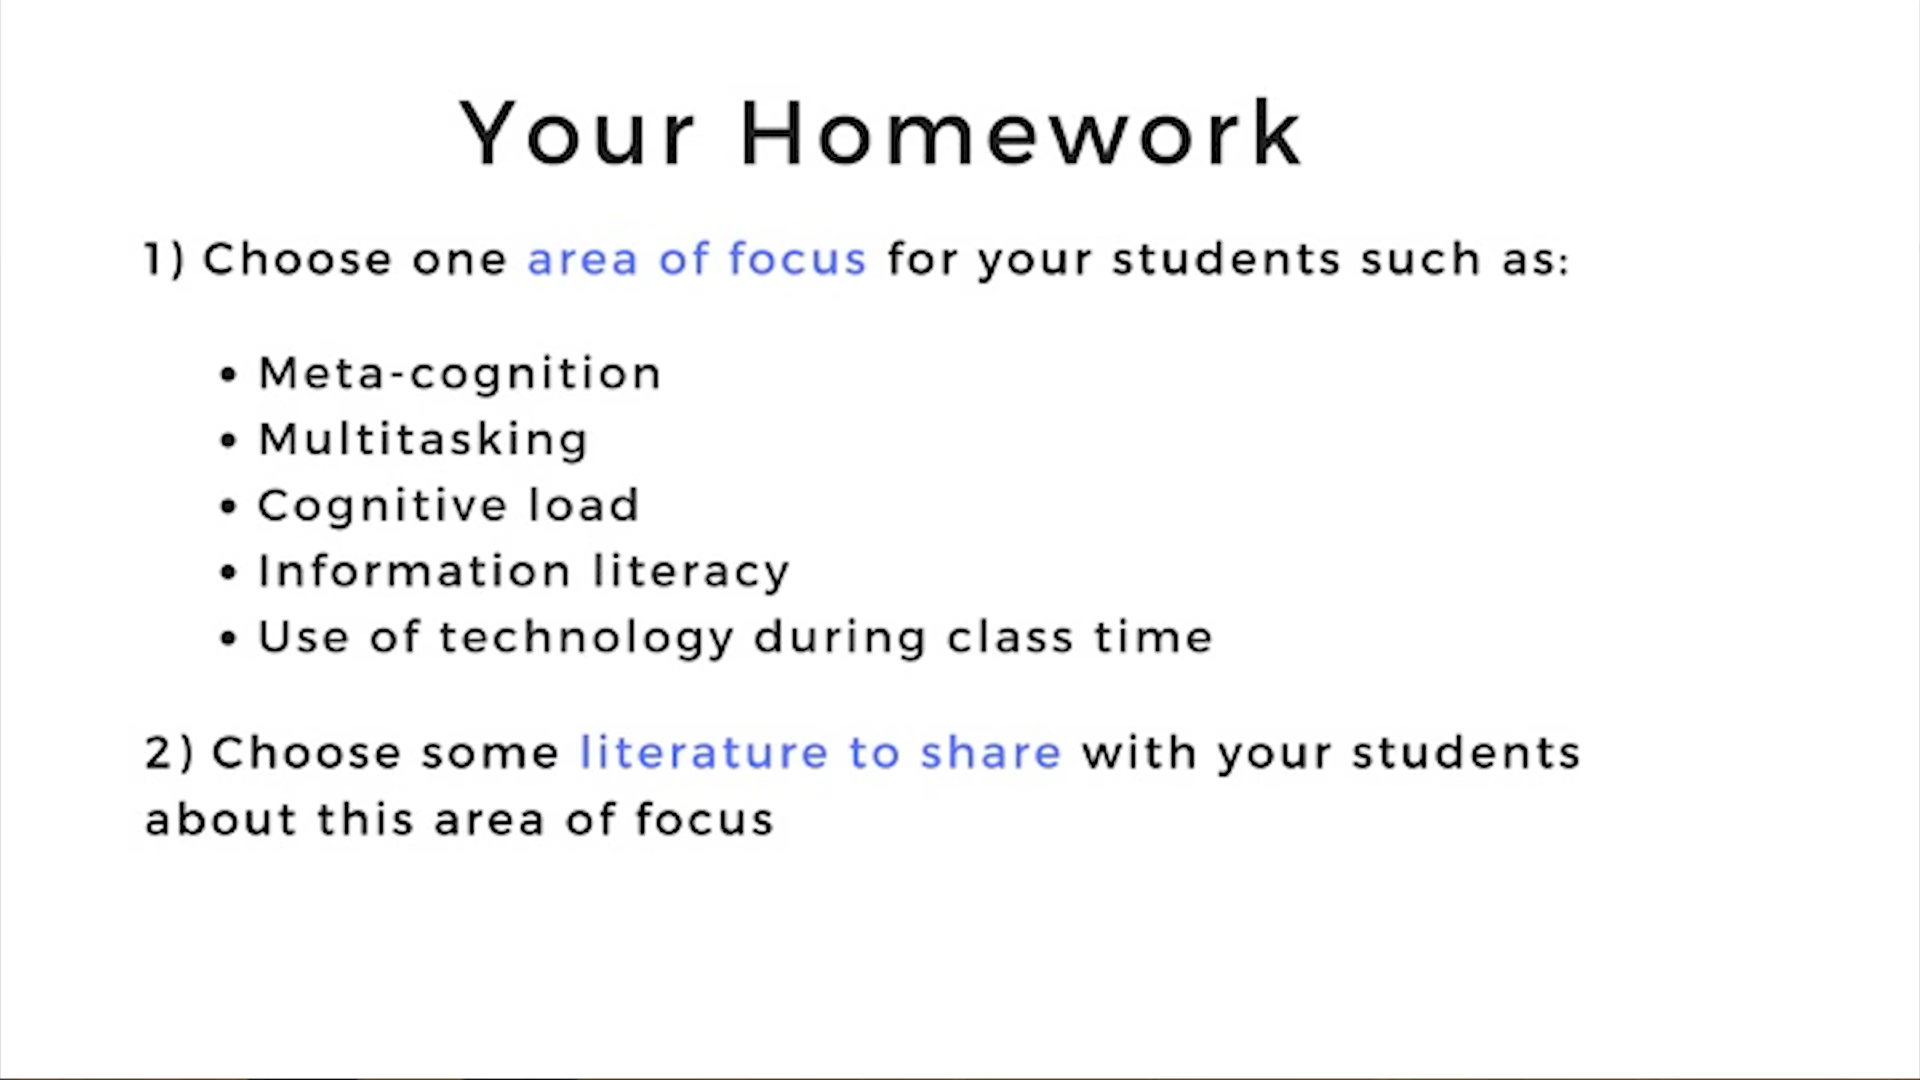 Your Homework
1) Choose one area of focus for your students such as:
• Meta-cognition
• Multitasking
• Cognitive load
• Information literacy
• Use of technology during class time
2) Choose some literature to share with your students
about this area of focus